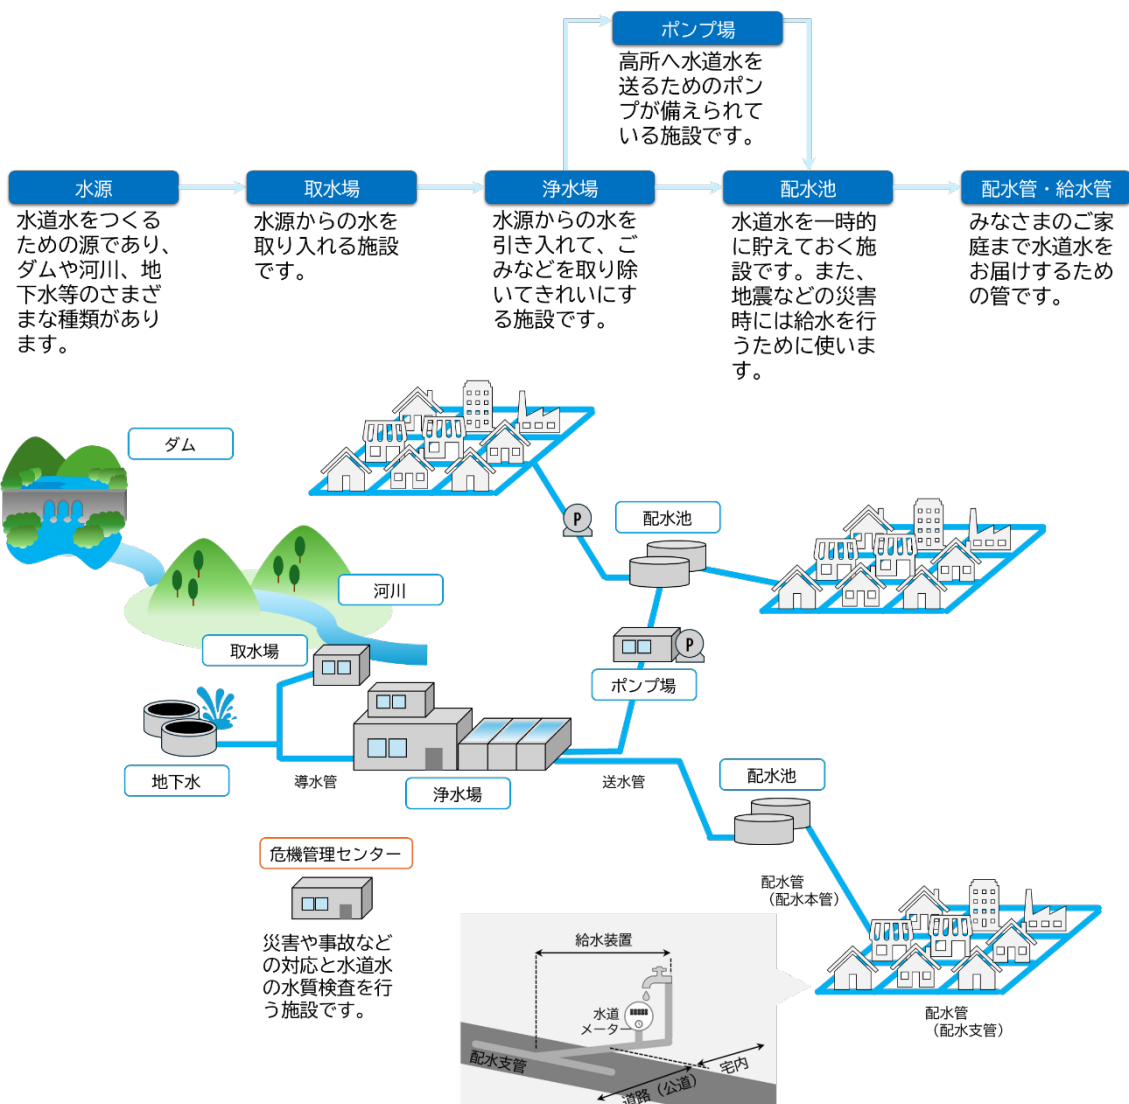 ポンプ場
高所へ水道水を
送るためのポン
プが備えられて
いる施設です。
水源
水道水をつくる
ための源であり、
ダムや河川、地
下水等のさまざ
まな種類があり
ます。
取水場
水源からの水を
取り入れる施設
です。
浄水場
水源からの水を
引き入れて、ご
みなどを取り除
いてきれいにす
る施設です。
配水池
水道水を一時的
に貯えておく施
設です。また、
地震などの災害
時には給水を行
うために使いま
す。
配水管・給水管
みなさまのご家
庭まで水道水を
お届けするため
の管です。
ダム
P
配水池
河川
取水場
P
ポンプ場
地下水
導水管
浄水場
送水管
配水池
危機管理センター
災害や事故など
の対応と水道水
の水質検査を行
う施設です。
配水管
（配水本管）
給水装置
水道
メーター
配水支管
宅内
道路（公道）
配水管
（配水支管）